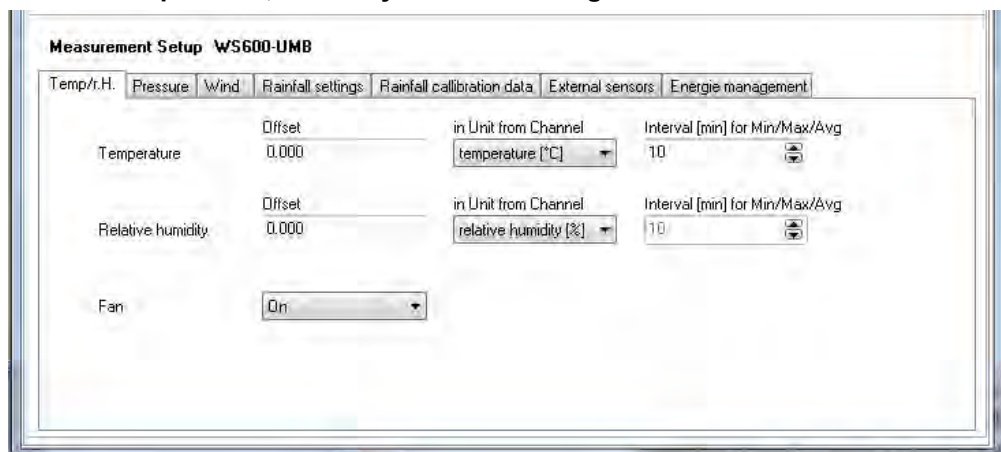 Measurement Setup WS600-UMB
Temp/r.H. Pressure Wind Rainfall settings Rainfall callibration data External sensors Energie management
Offset in Unit from Channel Interval [min] for Min/Max/Avg
Temperature 0.000 temperature [°C] 10
Offset in Unit from Channel Interval [min] for Min/Max/Avg
Relative humidity 0.000 relative humidity [%] 10
Fan On